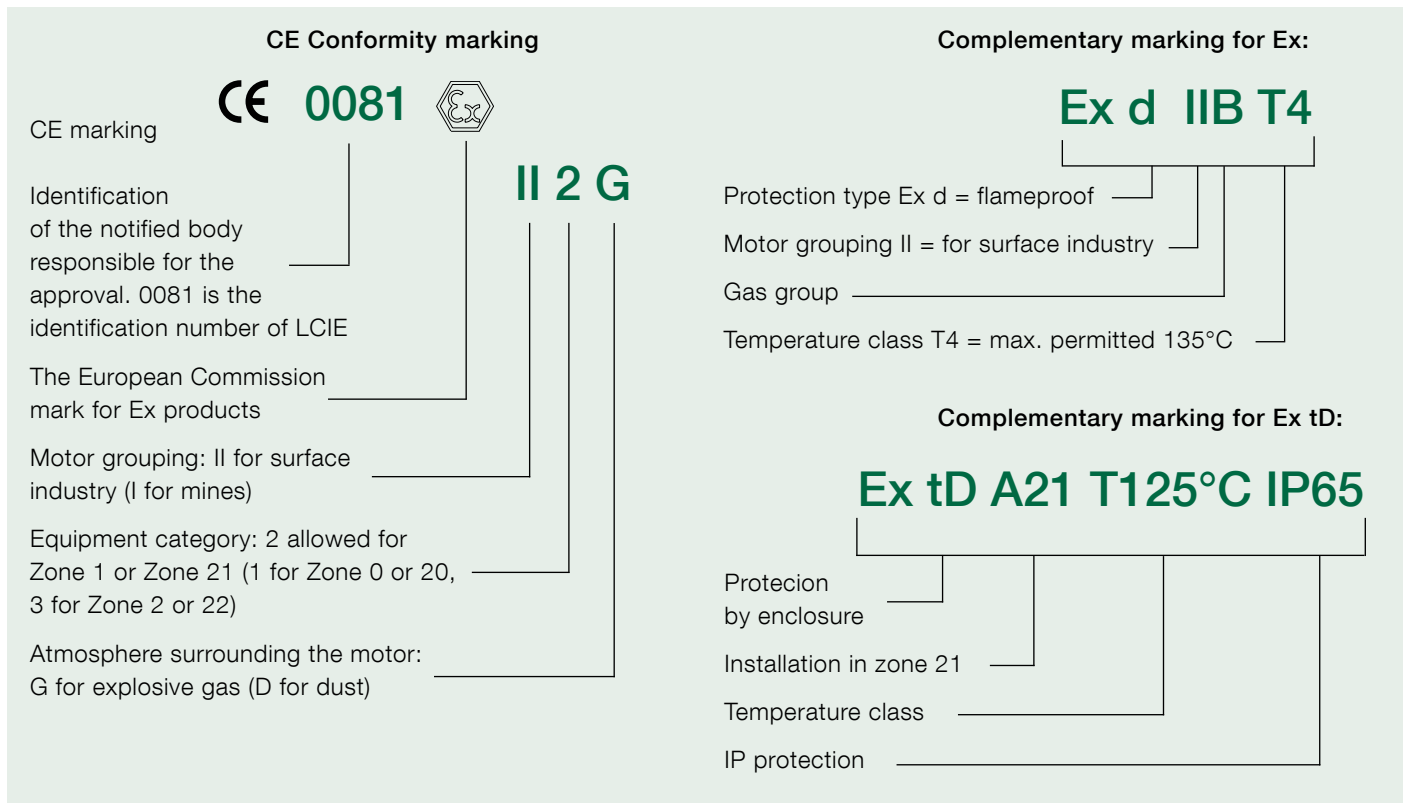 CE Conformity marking
CE 0081 Ex
CE marking
II 2 G
Identification
of the notified body
responsible for the
approval. 0081 is the
identification number of LCIE
The European Commission
mark for Ex products
Motor grouping: II for surface
industry (I for mines)
Equipment category: 2 allowed for
Zone 1 or Zone 21 (1 for Zone 0 or 20,
3 for Zone 2 or 22)
Atmosphere surrounding the motor:
G for explosive gas (D for dust)
Complementary marking for Ex:
Ex d IIB T4
Protection type Ex d = flameproof
Motor grouping II = for surface industry
Gas group
Temperature class T4 = max. permitted 135°C
Complementary marking for Ex tD:
Ex tD A21 T125°C IP65
Protecion
by enclosure
Installation in zone 21
Temperature class
IP protection